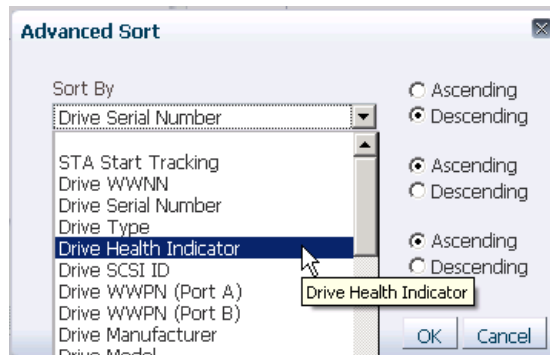 Advanced Sort
Sort By
Drive Serial Number
Ascending
Descending
STA Start Tracking
Drive WWNN
Drive Serial Number
Drive Type
Drive Health Indicator
Drive SCSI ID
Drive WWPN (Port A)
Drive WWPN (Port B)
Drive Manufacturer
Drive Model
Ascending
Descending
Ascending
Descending
Drive Health Indicator
OK
Cancel